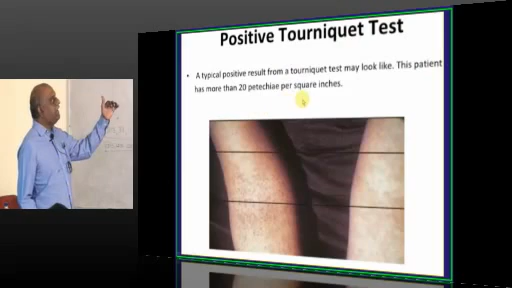 Positive Tourniquet Test
• A typical positive result from a tourniquet test may look like. This patient
has more than 20 petechiae per square inches.